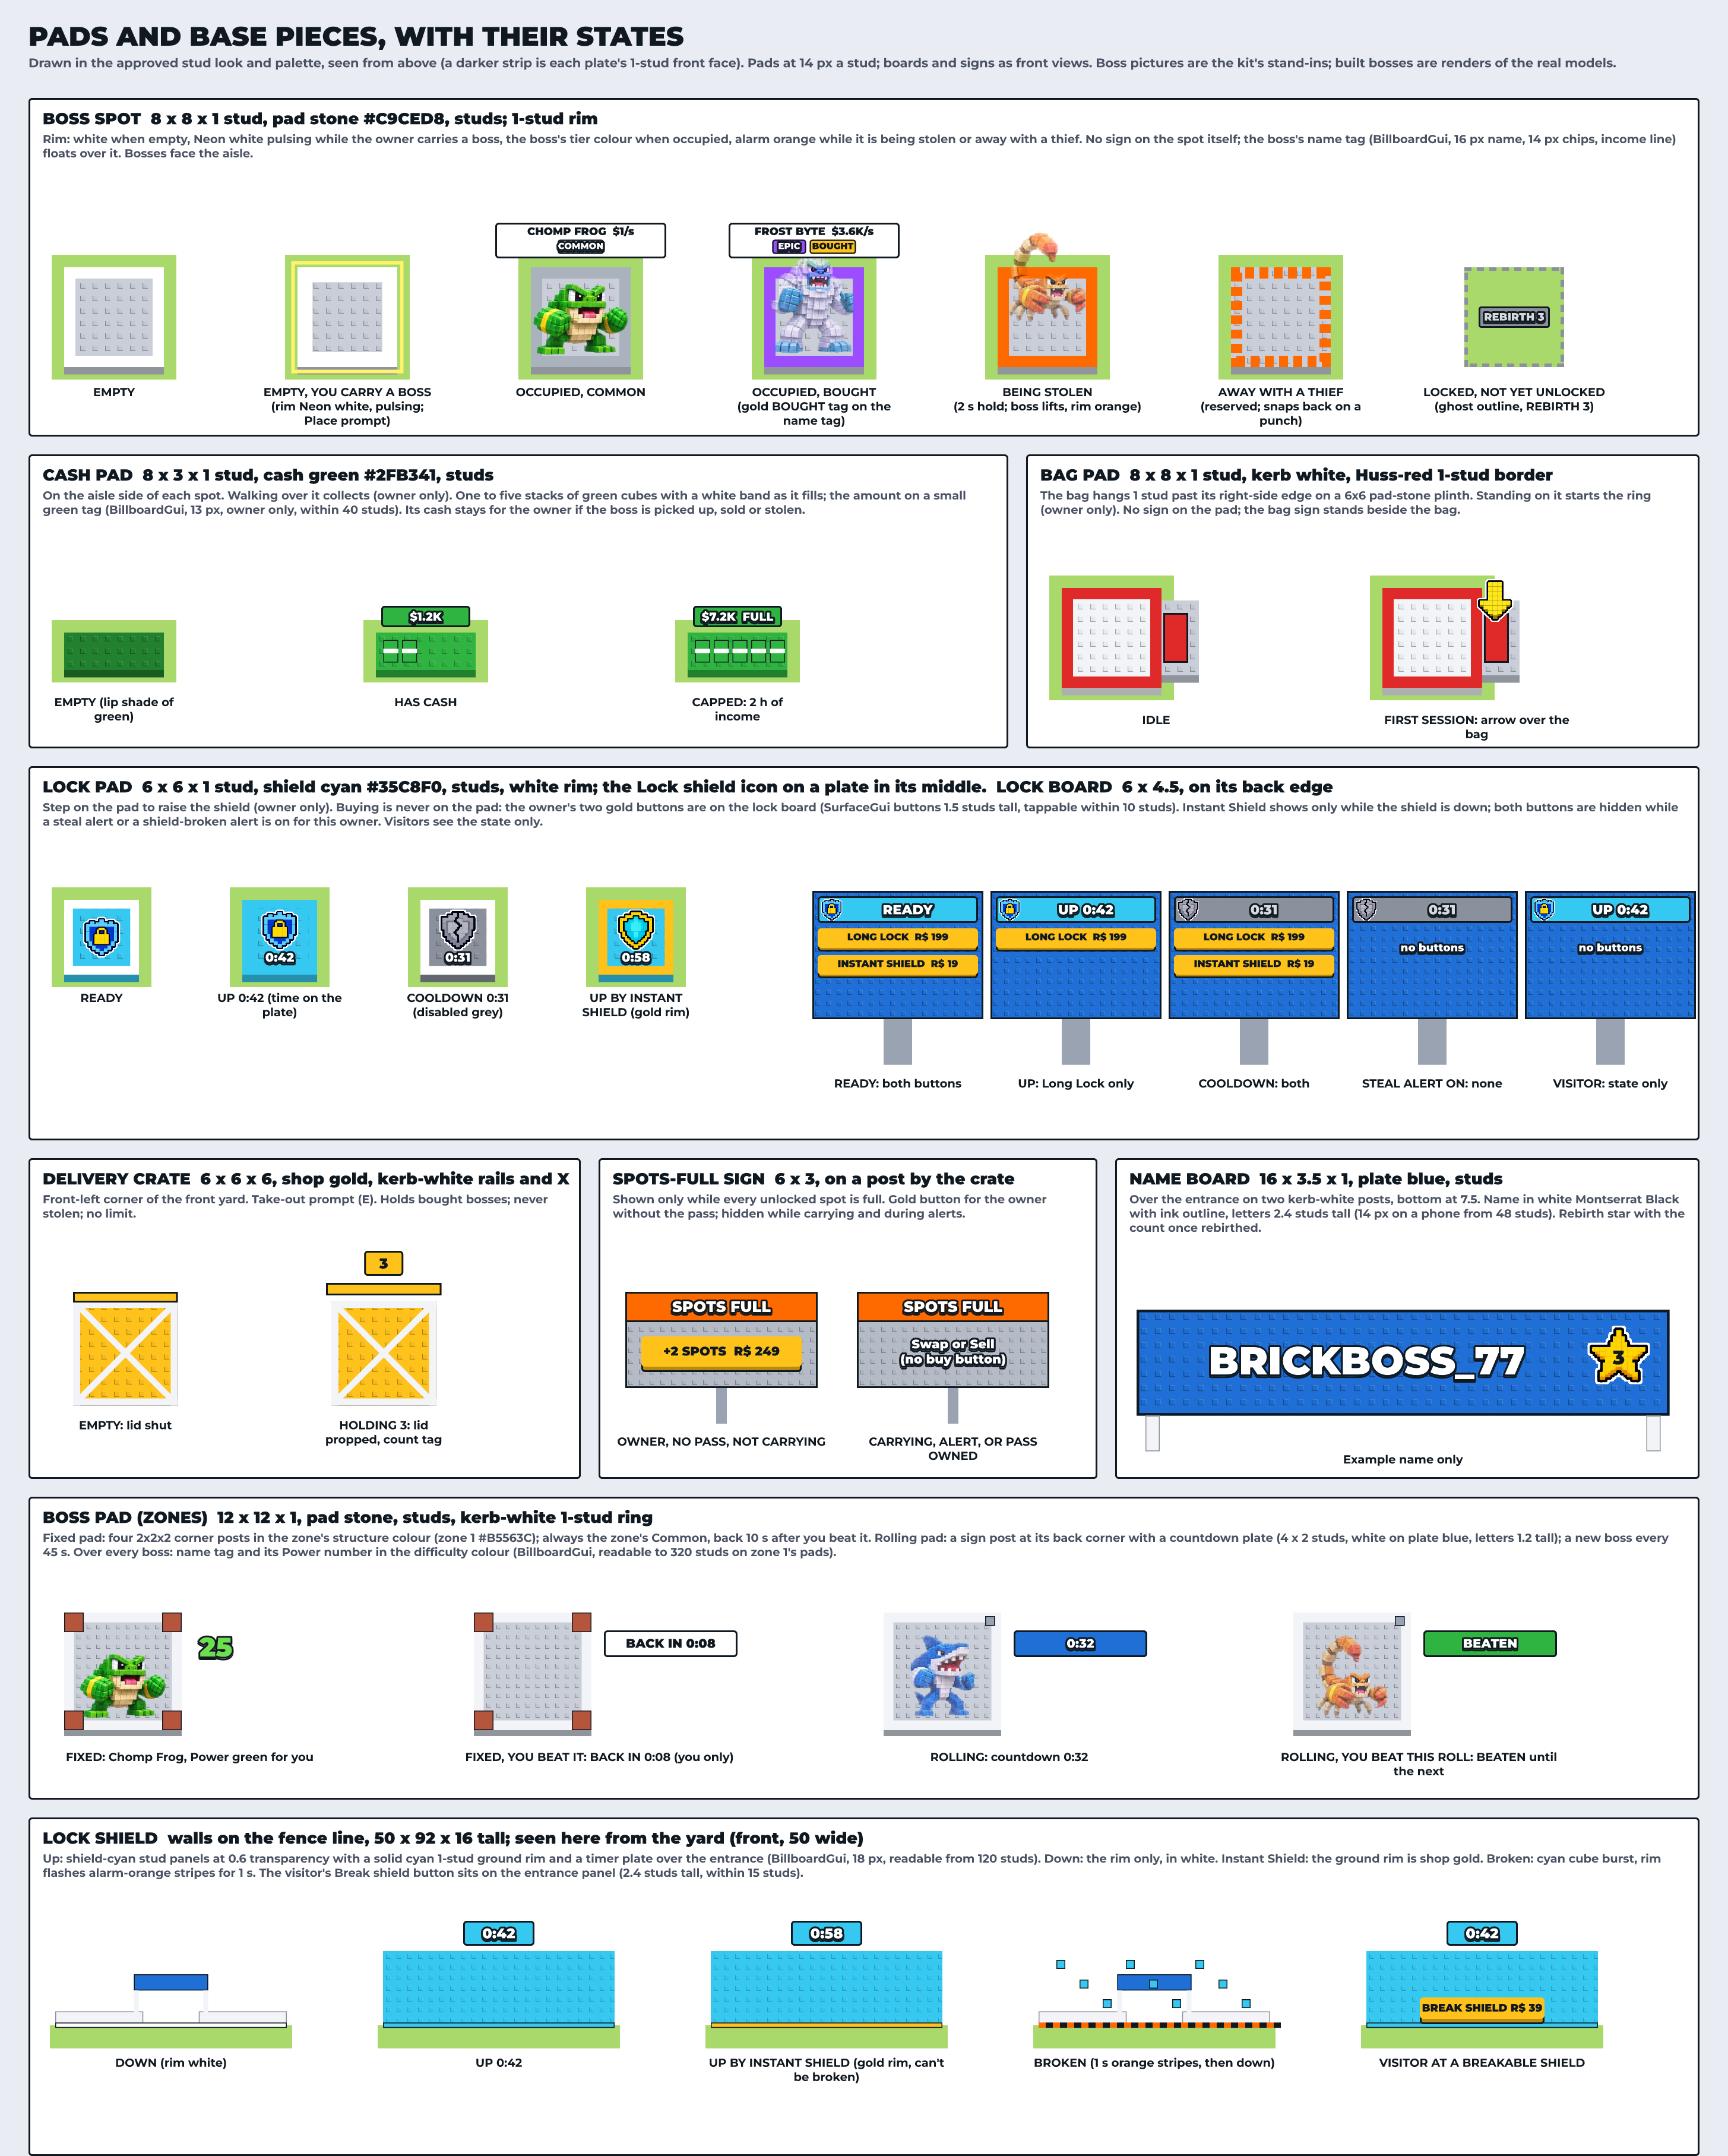 PADS AND BASE PIECES, WITH THEIR STATES
Drawn in the approved stud look and palette, seen from above (a darker strip is each plate's 1-stud front face). Pads at 14 px a stud; boards and signs as front views. Boss pictures are the kit's stand-ins; built bosses are renders of the real models.
BOSS SPOT 8 x 8 x 1 stud, pad stone #C9CED8, studs; 1-stud rim
Rim: white when empty, Neon white pulsing while the owner carries a boss, the boss's tier colour when occupied, alarm orange while it is being stolen or away with a thief. No sign on the spot itself; the boss's name tag (BillboardGui, 16 px name, 14 px chips, income line)
floats over it. Bosses face the aisle.
CHOMP FROG $1/s
COMMON
FROST BYTE $3.6K/s
EPIC BOUGHT
REBIRTH 3
EMPTY
EMPTY, YOU CARRY A BOSS
(rim Neon white, pulsing;
Place prompt)
OCCUPIED, COMMON
OCCUPIED, BOUGHT
(gold BOUGHT tag on the
name tag)
BEING STOLEN
(2 s hold; boss lifts, rim orange)
AWAY WITH A THIEF
(reserved; snaps back on a
punch)
LOCKED, NOT YET UNLOCKED
(ghost outline, REBIRTH 3)
CASH PAD 8 x 3 x 1 stud, cash green #2FB341, studs
On the aisle side of each spot. Walking over it collects (owner only). One to five stacks of green cubes with a white band as it fills; the amount on a small
green tag (BillboardGui, 13 px, owner only, within 40 studs). Its cash stays for the owner if the boss is picked up, sold or stolen.
$1.2K
$7.2K FULL
EMPTY (lip shade of
green)
HAS CASH
CAPPED: 2 h of
income
BAG PAD 8 x 8 x 1 stud, kerb white, Huss-red 1-stud border
The bag hangs 1 stud past its right-side edge on a 6x6 pad-stone plinth. Standing on it starts the ring
(owner only). No sign on the pad; the bag sign stands beside the bag.
IDLE
FIRST SESSION: arrow over the
bag
LOCK PAD 6 x 6 x 1 stud, shield cyan #35C8F0, studs, white rim; the Lock shield icon on a plate in its middle. LOCK BOARD 6 x 4.5, on its back edge
Step on the pad to raise the shield (owner only). Buying is never on the pad: the owner's two gold buttons are on the lock board (SurfaceGui buttons 1.5 studs tall, tappable within 10 studs). Instant Shield shows only while the shield is down; both buttons are hidden while
a steal alert or a shield-broken alert is on for this owner. Visitors see the state only.
0:42
0:31
0:58
READY
UP 0:42 (time on the
plate)
COOLDOWN 0:31
(disabled grey)
UP BY INSTANT
SHIELD (gold rim)
READY
LONG LOCK R$ 199
INSTANT SHIELD R$ 19
UP 0:42
LONG LOCK R$ 199
0:31
LONG LOCK R$ 199
INSTANT SHIELD R$ 19
0:31
no buttons
UP 0:42
no buttons
READY: both buttons
UP: Long Lock only
COOLDOWN: both
STEAL ALERT ON: none
VISITOR: state only
DELIVERY CRATE 6 x 6 x 6, shop gold, kerb-white rails and X
Front-left corner of the front yard. Take-out prompt (E). Holds bought bosses; never
stolen; no limit.
3
EMPTY: lid shut
HOLDING 3: lid
propped, count tag
SPOTS-FULL SIGN 6 x 3, on a post by the crate
Shown only while every unlocked spot is full. Gold button for the owner
without the pass; hidden while carrying and during alerts.
SPOTS FULL
+2 SPOTS R$ 249
SPOTS FULL
Swap or Sell
(no buy button)
OWNER, NO PASS, NOT CARRYING
CARRYING, ALERT, OR PASS
OWNED
NAME BOARD 16 x 3.5 x 1, plate blue, studs
Over the entrance on two kerb-white posts, bottom at 7.5. Name in white Montserrat Black
with ink outline, letters 2.4 studs tall (14 px on a phone from 48 studs). Rebirth star with the
count once rebirthed.
BRICKBOSS_77
3
Example name only
BOSS PAD (ZONES) 12 x 12 x 1, pad stone, studs, kerb-white 1-stud ring
Fixed pad: four 2x2x2 corner posts in the zone's structure colour (zone 1 #B5563C); always the zone's Common, back 10 s after you beat it. Rolling pad: a sign post at its back corner with a countdown plate (4 x 2 studs, white on plate blue, letters 1.2 tall); a new boss every
45 s. Over every boss: name tag and its Power number in the difficulty colour (BillboardGui, readable to 320 studs on zone 1's pads).
25
BACK IN 0:08
0:32
BEATEN
FIXED: Chomp Frog, Power green for you
FIXED, YOU BEAT IT: BACK IN 0:08 (you only)
ROLLING: countdown 0:32
ROLLING, YOU BEAT THIS ROLL: BEATEN until
the next
LOCK SHIELD walls on the fence line, 50 x 92 x 16 tall; seen here from the yard (front, 50 wide)
Up: shield-cyan stud panels at 0.6 transparency with a solid cyan 1-stud ground rim and a timer plate over the entrance (BillboardGui, 18 px, readable from 120 studs). Down: the rim only, in white. Instant Shield: the ground rim is shop gold. Broken: cyan cube burst, rim
flashes alarm-orange stripes for 1 s. The visitor's Break shield button sits on the entrance panel (2.4 studs tall, within 15 studs).
0:42
0:58
0:42
BREAK SHIELD R$ 39
DOWN (rim white)
UP 0:42
UP BY INSTANT SHIELD (gold rim, can't
be broken)
BROKEN (1 s orange stripes, then down)
VISITOR AT A BREAKABLE SHIELD